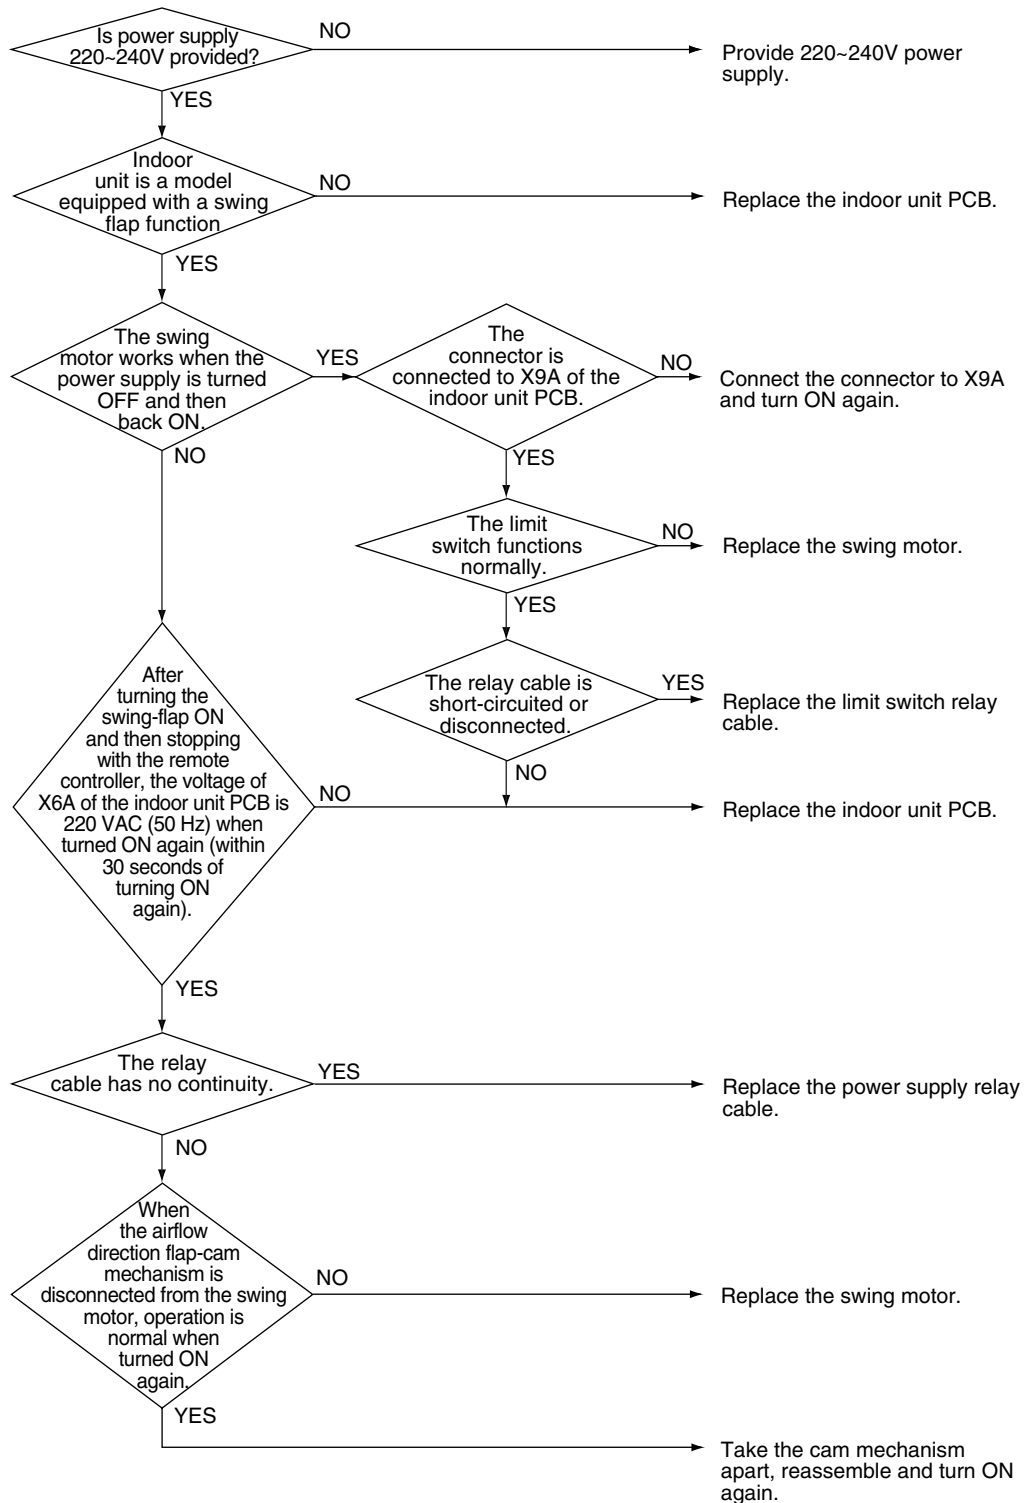 Is power supply
220~240V provided?
NO
Provide 220~240V power
supply.
YES
Indoor
unit is a model
equipped with a swing
flap function
NO
Replace the indoor unit PCB.
YES
The swing
motor works when the
power supply is turned
OFF and then
back ON.
YES
The
connector is
connected to X9A of the
indoor unit PCB.
NO
Connect the connector to X9A
and turn ON again.
NO
YES
The limit
switch functions
normally.
NO
Replace the swing motor.
YES
The relay cable is
short-circuited or
disconnected.
YES
Replace the limit switch relay
cable.
NO
After
turning the
swing-flap ON
and then stopping
with the remote
controller, the voltage of
X6A of the indoor unit PCB is
220 VAC (50 Hz) when
turned ON again (within
30 seconds of
turning ON
again).
NO
Replace the indoor unit PCB.
YES
The relay
cable has no continuity.
YES
Replace the power supply relay
cable.
NO
When
the airflow
direction flap-cam
mechanism is
disconnected from the swing
motor, operation is
normal when
turned ON
again.
NO
Replace the swing motor.
YES
Take the cam mechanism
apart, reassemble and turn ON
again.